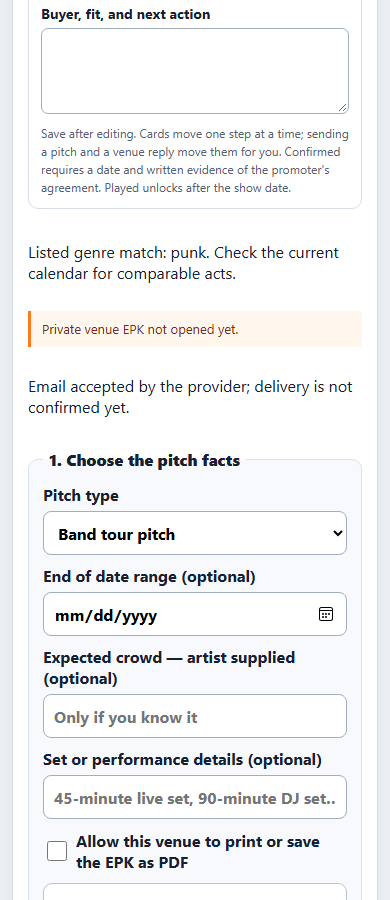 Buyer, fit, and next action
Save after editing. Cards move one step at a time; sending
a pitch and a venue reply move them for you. Confirmed
requires a date and written evidence of the promoter's
agreement. Played unlocks after the show date.
Listed genre match: punk. Check the current
calendar for comparable acts.
Private venue EPK not opened yet.
Email accepted by the provider; delivery is not
confirmed yet.
1. Choose the pitch facts
Pitch type
Band tour pitch
End of date range (optional)
mm/dd/yyyy
Expected crowd — artist supplied
(optional)
Only if you know it
Set or performance details (optional)
45-minute live set, 90-minute DJ set..
Allow this venue to print or save
the EPK as PDF